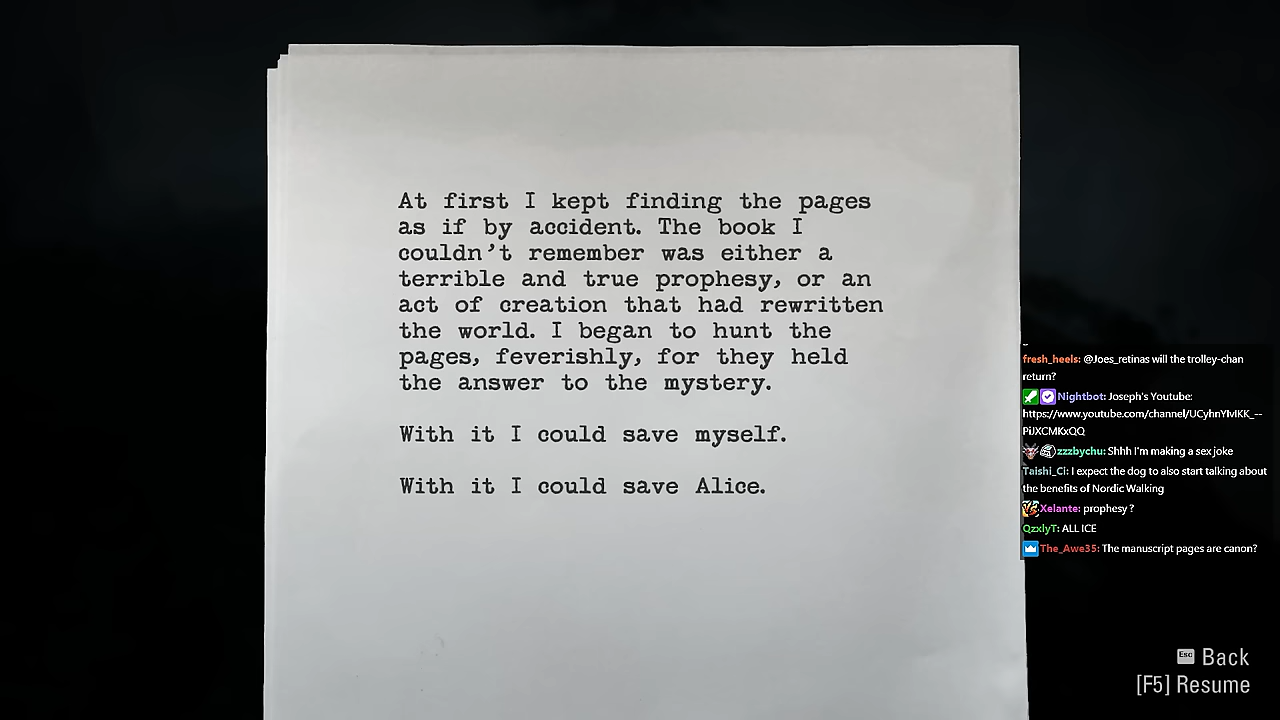 At first I kept finding the pages
as if by accident. The book I
couldn't remember was either a
terrible and true prophesy, or an
act of creation that had rewritten
the world. I began to hunt the
pages, feverishly, for they held
the answer to the mystery.
With it I could save myself.
With it I could save Alice.
fresh_heels: @Joes_retinas will the trolley-chan
return?
Nightbot: Joseph's Youtube:
https://www.youtube.com/channel/UCyhnYIvIKK_--
PiJXCMKxQQ
zzzbychu: Shhh I'm making a sex joke
Taishi_Ci: I expect the dog to also start talking about
the benefits of Nordic Walking
Xelante: prophesy ?
QzxlyT: ALL ICE
The_Awe35: The manuscript pages are canon?
Esc Back
[F5] Resume